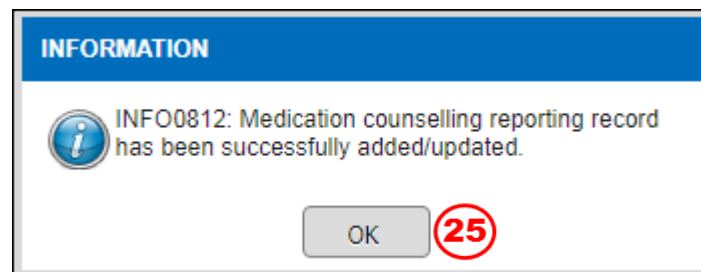 INFORMATION
INFO0812: Medication counselling reporting record
has been successfully added/updated.
OK 25